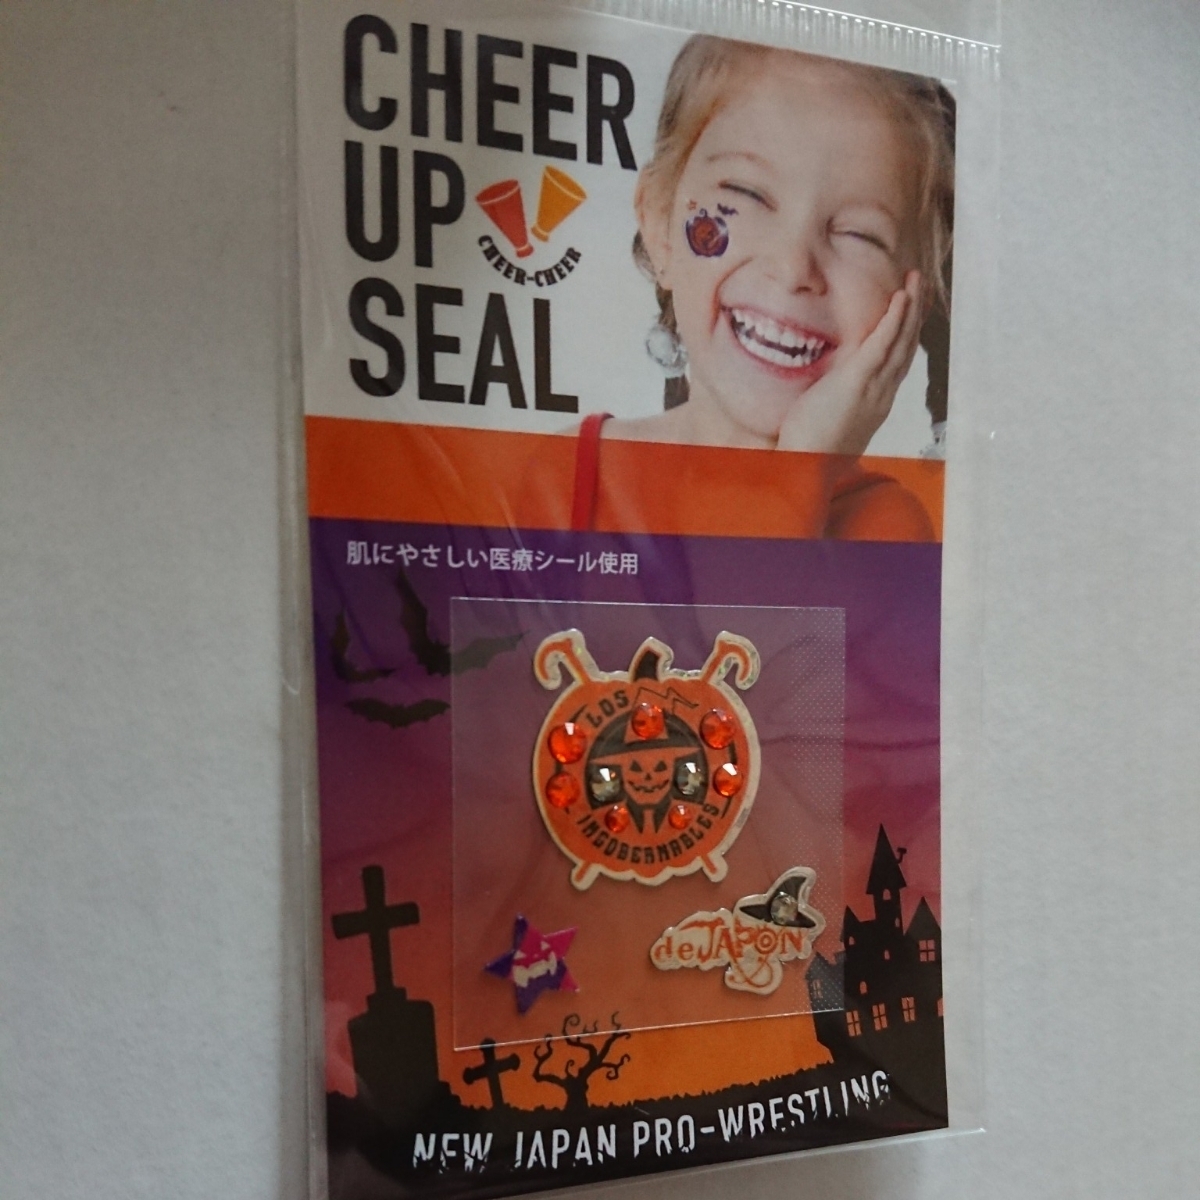 CHEER
UP
CHEER-CHEER
SEAL
肌にやさしい医療シール使用
LOS
INGOBERNABLES
de JAPON
NEW JAPAN PRO-WRESTLING